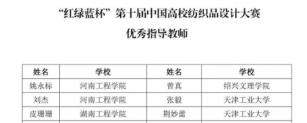 “红绿蓝杯”第十届中国高校纺织品设计大赛
优秀指导教师
姓名 学校 姓名 学校
姚永标 河南工程学院 曾真 绍兴文理学院
刘杰 河南工程学院 张毅 天津工业大学
皮珊珊 湖南工程学院 荆妙蕾 天津工业大学